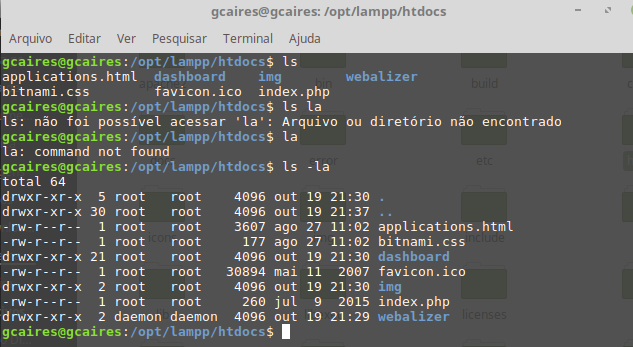 gcaires@gcaires: /opt/lampp/htdocs
Arquivo Editar Ver Pesquisar Terminal Ajuda
gcaires@gcaires:/opt/lampp/htdocs$ ls
applications.html  dashboard    img        webalizer
bitnami.css        favicon.ico  index.php
gcaires@gcaires:/opt/lampp/htdocs$ ls la
ls: não foi possível acessar 'la': Arquivo ou diretório não encontrado
gcaires@gcaires:/opt/lampp/htdocs$ la
la: command not found
gcaires@gcaires:/opt/lampp/htdocs$ ls -la
total 64
drwxr-xr-x  5 root   root    4096 out 19 21:30 .
drwxr-xr-x 30 root   root    4096 out 19 21:37 ..
-rw-r--r--  1 root   root    3607 ago 27 11:02 applications.html
-rw-r--r--  1 root   root     177 ago 27 11:02 bitnami.css
drwxr-xr-x 21 root   root    4096 out 19 21:30 dashboard
-rw-r--r--  1 root   root   30894 mai 11  2007 favicon.ico
drwxr-xr-x  2 root   root    4096 out 19 21:30 img
-rw-r--r--  1 root   root     260 jul  9  2015 index.php
drwxr-xr-x  2 daemon daemon  4096 out 19 21:29 webalizer
gcaires@gcaires:/opt/lampp/htdocs$
bin
build
error
etc
icons
include
licenses